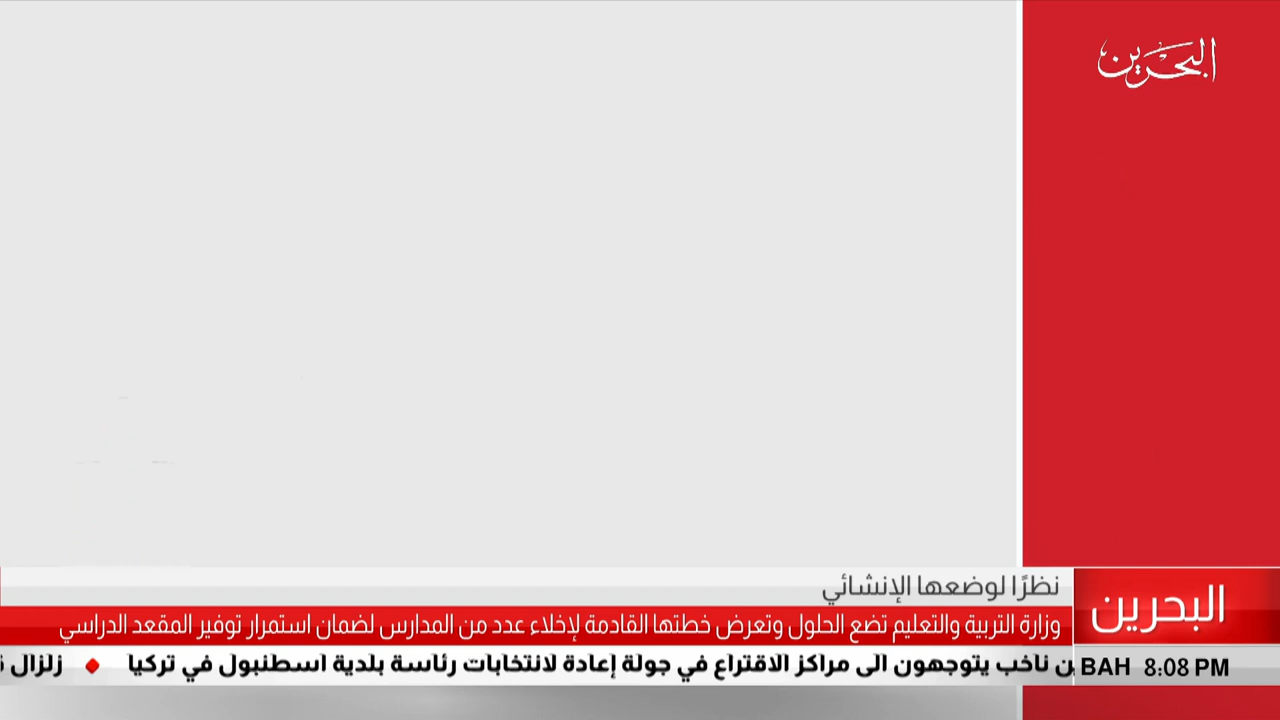 البحرين
نظرًا لوضعها الإنشائي
البحرين
وزارة التربية والتعليم تضع الحلول وتعرض خطتها القادمة لإخلاء عدد من المدارس لضمان استمرار توفير المقعد الدراسي
ناخب يتوجهون الى مراكز الاقتراع في جولة إعادة لانتخابات رئاسة بلدية اسطنبول في تركيا ♦ زلزال
BAH 8:08 PM